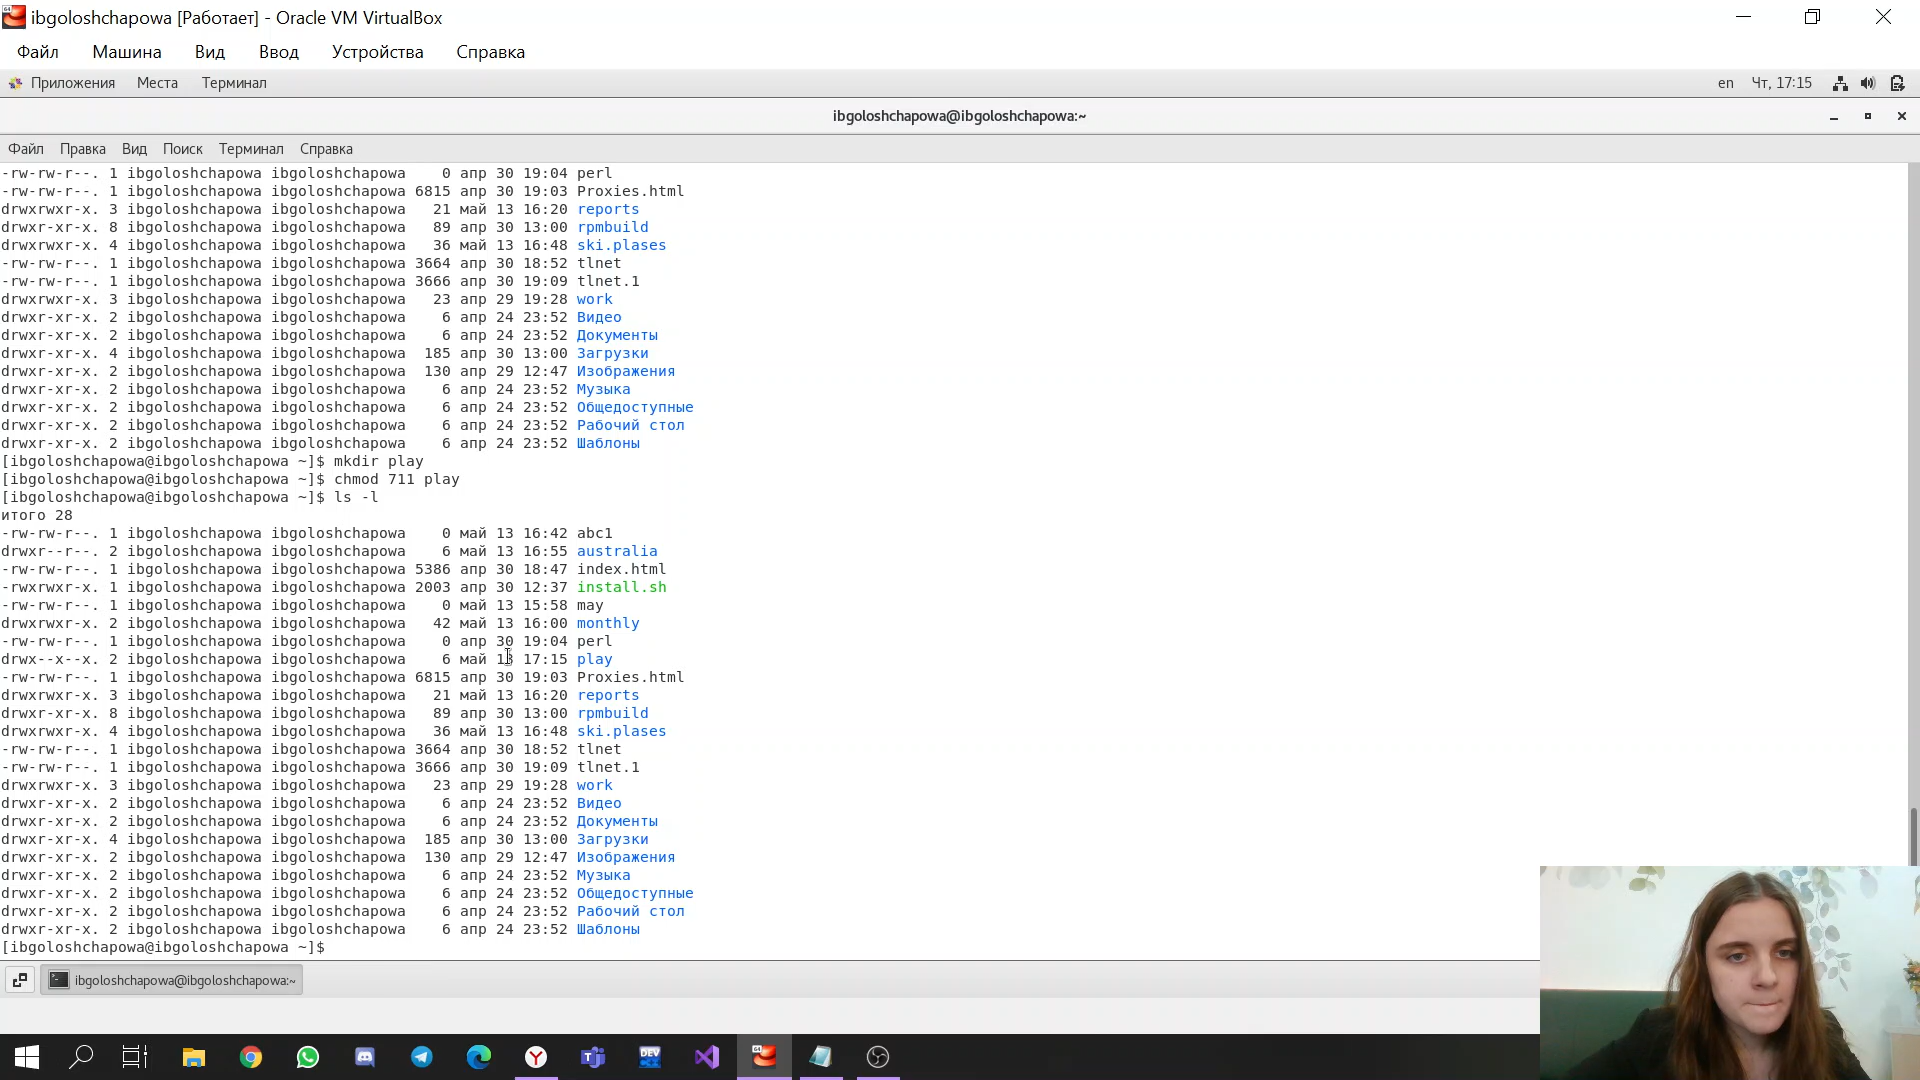 ibgoloshchapowa [Работает] - Oracle VM VirtualBox
Файл Машина Вид Ввод Устройства Справка
Приложения Места Терминал en Чт, 17:15
ibgoloshchapowa@ibgoloshchapowa:~
Файл Правка Вид Поиск Терминал Справка
-rw-rw-r--. 1 ibgoloshchapowa ibgoloshchapowa 0 апр 30 19:04 perl
-rw-rw-r--. 1 ibgoloshchapowa ibgoloshchapowa 6815 апр 30 19:03 Proxies.html
drwxrwxr-x. 3 ibgoloshchapowa ibgoloshchapowa 21 май 13 16:20 reports
drwxr-xr-x. 8 ibgoloshchapowa ibgoloshchapowa 89 апр 30 13:00 rpmbuild
drwxrwxr-x. 4 ibgoloshchapowa ibgoloshchapowa 36 май 13 16:48 ski.plases
-rw-rw-r--. 1 ibgoloshchapowa ibgoloshchapowa 3664 апр 30 18:52 tlnet
-rw-rw-r--. 1 ibgoloshchapowa ibgoloshchapowa 3666 апр 30 19:09 tlnet.1
drwxrwxr-x. 3 ibgoloshchapowa ibgoloshchapowa 23 апр 29 19:28 work
drwxr-xr-x. 2 ibgoloshchapowa ibgoloshchapowa 6 апр 24 23:52 Видео
drwxr-xr-x. 2 ibgoloshchapowa ibgoloshchapowa 6 апр 24 23:52 Документы
drwxr-xr-x. 4 ibgoloshchapowa ibgoloshchapowa 185 апр 30 13:00 Загрузки
drwxr-xr-x. 2 ibgoloshchapowa ibgoloshchapowa 130 апр 29 12:47 Изображения
drwxr-xr-x. 2 ibgoloshchapowa ibgoloshchapowa 6 апр 24 23:52 Музыка
drwxr-xr-x. 2 ibgoloshchapowa ibgoloshchapowa 6 апр 24 23:52 Общедоступные
drwxr-xr-x. 2 ibgoloshchapowa ibgoloshchapowa 6 апр 24 23:52 Рабочий стол
drwxr-xr-x. 2 ibgoloshchapowa ibgoloshchapowa 6 апр 24 23:52 Шаблоны
[ibgoloshchapowa@ibgoloshchapowa ~]$ mkdir play
[ibgoloshchapowa@ibgoloshchapowa ~]$ chmod 711 play
[ibgoloshchapowa@ibgoloshchapowa ~]$ ls -l
итого 28
-rw-rw-r--. 1 ibgoloshchapowa ibgoloshchapowa 0 май 13 16:42 abc1
drwxr--r--. 2 ibgoloshchapowa ibgoloshchapowa 6 май 13 16:55 australia
-rw-rw-r--. 1 ibgoloshchapowa ibgoloshchapowa 5386 апр 30 18:47 index.html
-rwxrwxr-x. 1 ibgoloshchapowa ibgoloshchapowa 2003 апр 30 12:37 install.sh
-rw-rw-r--. 1 ibgoloshchapowa ibgoloshchapowa 0 май 13 15:58 may
drwxrwxr-x. 2 ibgoloshchapowa ibgoloshchapowa 42 май 13 16:00 monthly
-rw-rw-r--. 1 ibgoloshchapowa ibgoloshchapowa 0 апр 30 19:04 perl
drwx--x--x. 2 ibgoloshchapowa ibgoloshchapowa 6 май 13 17:15 play
-rw-rw-r--. 1 ibgoloshchapowa ibgoloshchapowa 6815 апр 30 19:03 Proxies.html
drwxrwxr-x. 3 ibgoloshchapowa ibgoloshchapowa 21 май 13 16:20 reports
drwxr-xr-x. 8 ibgoloshchapowa ibgoloshchapowa 89 апр 30 13:00 rpmbuild
drwxrwxr-x. 4 ibgoloshchapowa ibgoloshchapowa 36 май 13 16:48 ski.plases
-rw-rw-r--. 1 ibgoloshchapowa ibgoloshchapowa 3664 апр 30 18:52 tlnet
-rw-rw-r--. 1 ibgoloshchapowa ibgoloshchapowa 3666 апр 30 19:09 tlnet.1
drwxrwxr-x. 3 ibgoloshchapowa ibgoloshchapowa 23 апр 29 19:28 work
drwxr-xr-x. 2 ibgoloshchapowa ibgoloshchapowa 6 апр 24 23:52 Видео
drwxr-xr-x. 2 ibgoloshchapowa ibgoloshchapowa 6 апр 24 23:52 Документы
drwxr-xr-x. 4 ibgoloshchapowa ibgoloshchapowa 185 апр 30 13:00 Загрузки
drwxr-xr-x. 2 ibgoloshchapowa ibgoloshchapowa 130 апр 29 12:47 Изображения
drwxr-xr-x. 2 ibgoloshchapowa ibgoloshchapowa 6 апр 24 23:52 Музыка
drwxr-xr-x. 2 ibgoloshchapowa ibgoloshchapowa 6 апр 24 23:52 Общедоступные
drwxr-xr-x. 2 ibgoloshchapowa ibgoloshchapowa 6 апр 24 23:52 Рабочий стол
drwxr-xr-x. 2 ibgoloshchapowa ibgoloshchapowa 6 апр 24 23:52 Шаблоны
[ibgoloshchapowa@ibgoloshchapowa ~]$
ibgoloshchapowa@ibgoloshchapowa:~
DEV